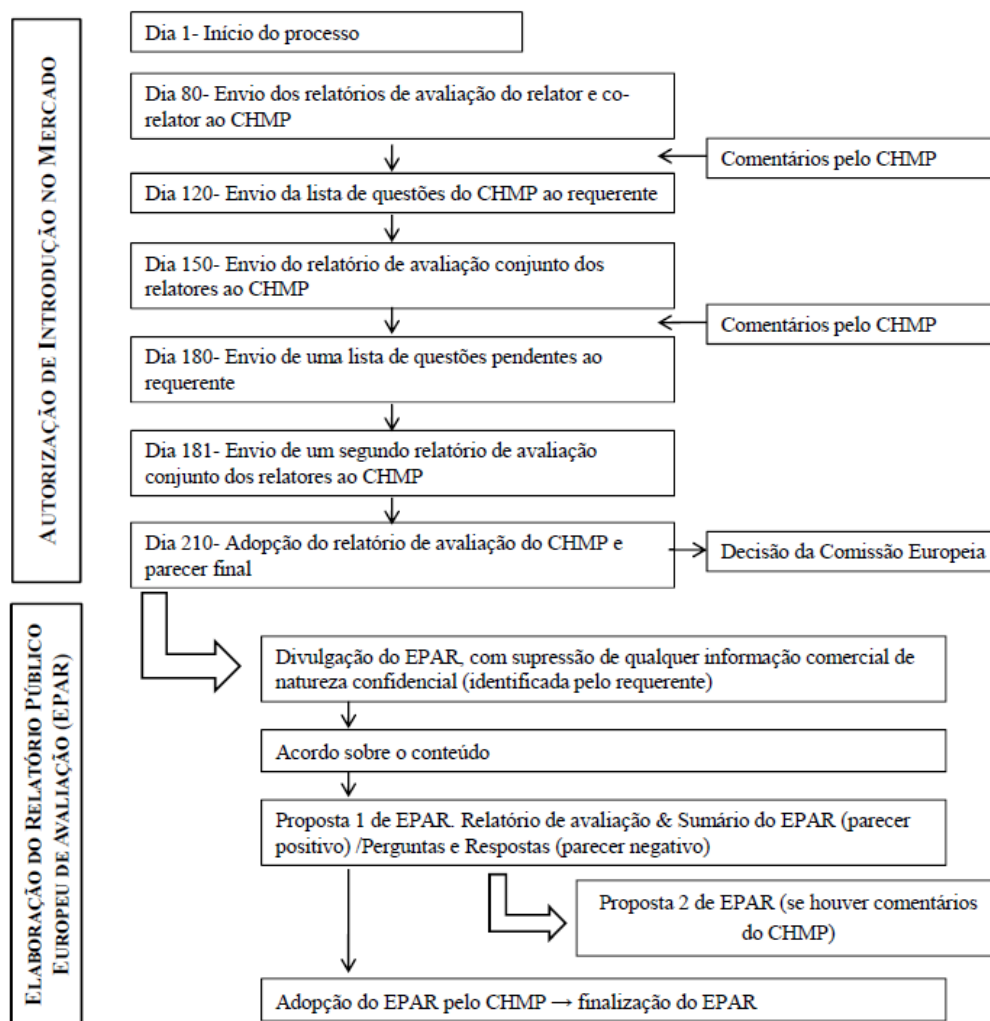 AUTORIZAÇÃO DE INTRODUÇÃO NO MERCADO
Dia 1- Início do processo
Dia 80- Envio dos relatórios de avaliação do relator e co-
relator ao CHMP
Comentários pelo CHMP
Dia 120- Envio da lista de questões do CHMP ao requerente
Dia 150- Envio do relatório de avaliação conjunto dos
relatores ao CHMP
Comentários pelo CHMP
Dia 180- Envio de uma lista de questões pendentes ao
requerente
Dia 181- Envio de um segundo relatório de avaliação
conjunto dos relatores ao CHMP
Dia 210- Adopção do relatório de avaliação do CHMP e
parecer final
Decisão da Comissão Europeia
ELABORAÇÃO DO RELATÓRIO PÚBLICO
EUROPEU DE AVALIAÇÃO (EPAR)
Divulgação do EPAR, com supressão de qualquer informação comercial de
natureza confidencial (identificada pelo requerente)
Acordo sobre o conteúdo
Proposta 1 de EPAR. Relatório de avaliação & Sumário do EPAR (parecer
positivo) /Perguntas e Respostas (parecer negativo)
Proposta 2 de EPAR (se houver comentários
do CHMP)
Adopção do EPAR pelo CHMP → finalização do EPAR